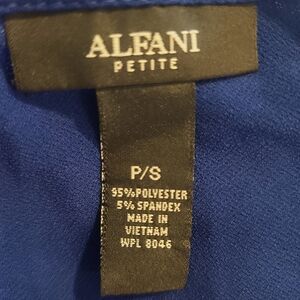 ALFANI
PETITE
P/S
95%POLYESTER
5% SPANDEX
MADE IN
VIETNAM
WPL 8046